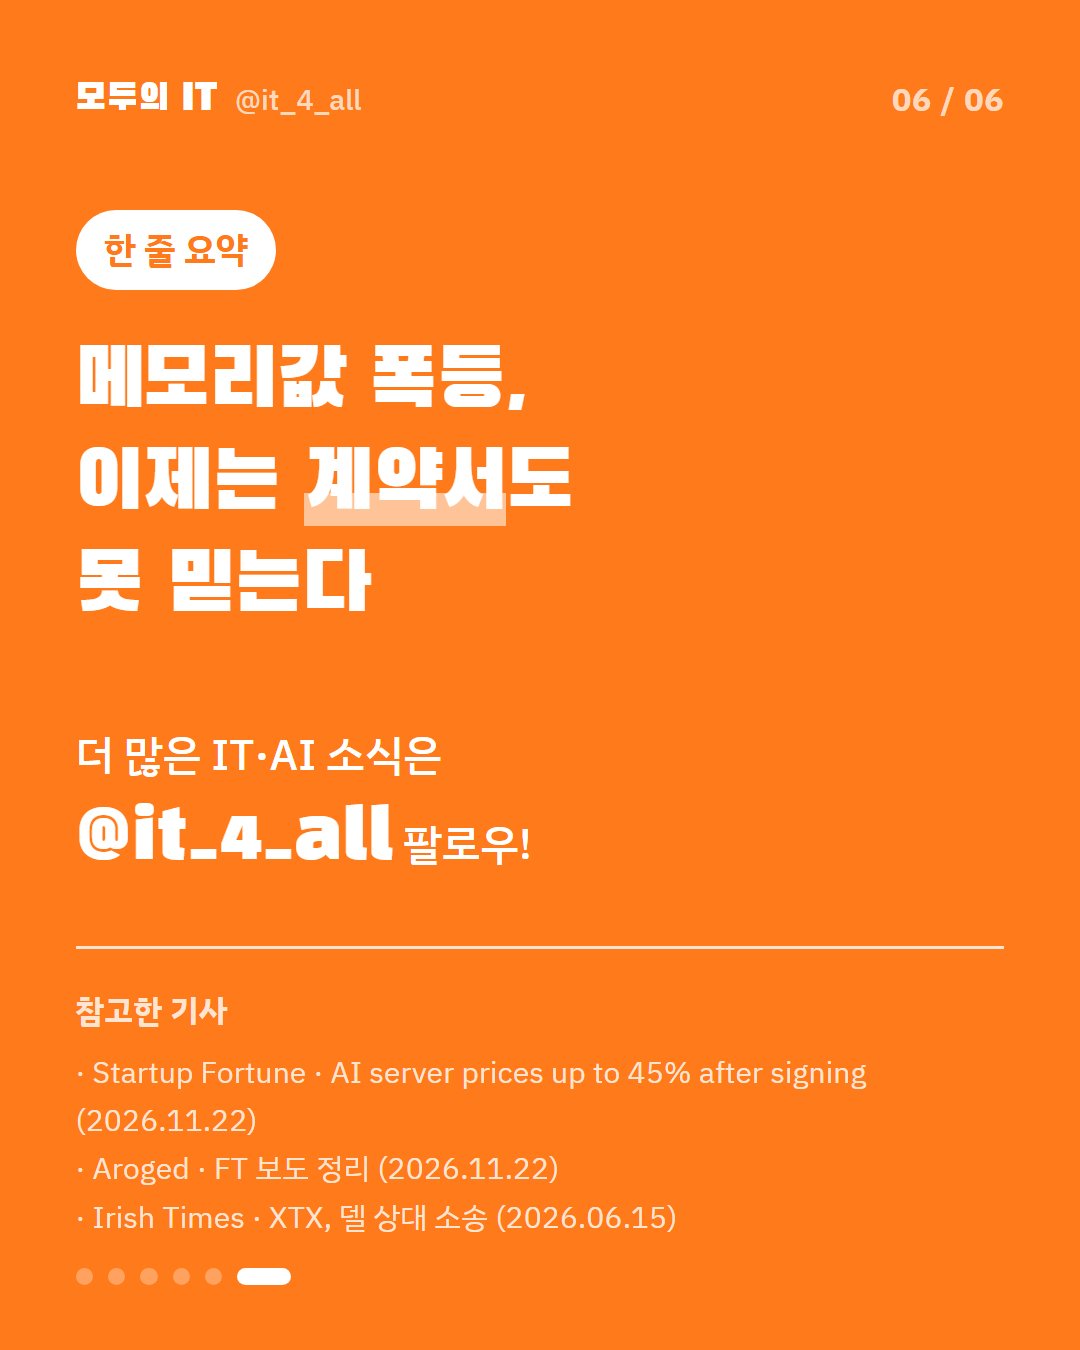 모두의 IT @it_4_all
06 / 06
한 줄 요약
메모리값 폭등,
이제는 계약서도
못 믿는다
더 많은 IT·AI 소식은
@it_4_all 팔로우!
참고한 기사
· Startup Fortune · AI server prices up to 45% after signing
(2026.11.22)
· Aroged · FT 보도 정리 (2026.11.22)
· Irish Times · XTX, 델 상대 소송 (2026.06.15)